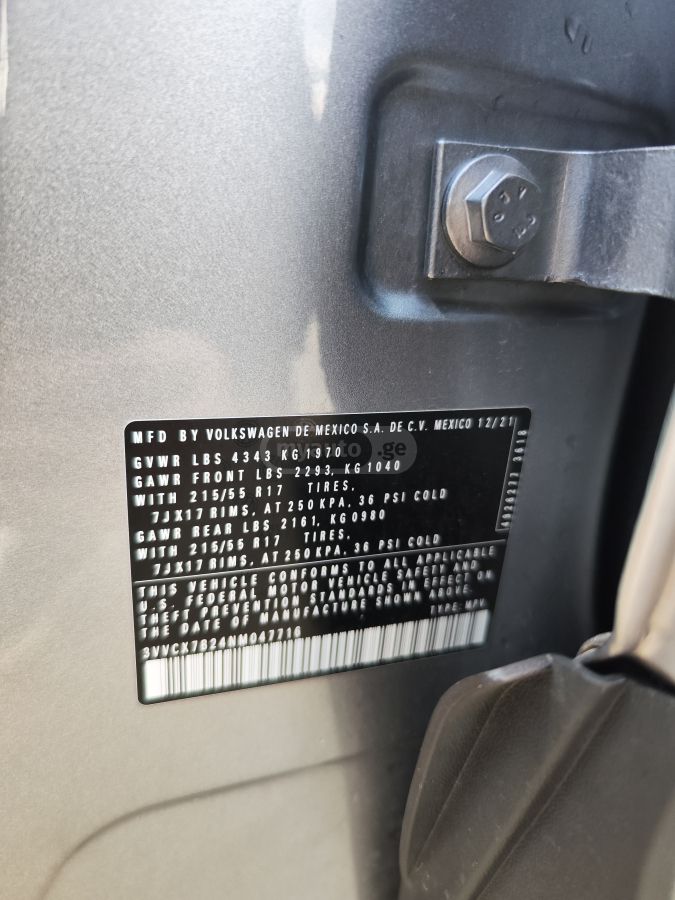 MFD BY VOLKSWAGEN DE MEXICO S.A. DE C.V. MEXICO 12/21
GVWR LBS 4343 KG 1970
GAWR FRONT LBS 2293, KG 1040
WITH 215/55 R17 TIRES,
7JX17 RIMS, AT 250 KPA, 36 PSI COLD
GAWR REAR LBS 2161, KG 0980
WITH 215/55 R17 TIRES,
7JX17 RIMS, AT 250 KPA, 36 PSI COLD
THIS VEHICLE CONFORMS TO ALL APPLICABLE
U.S. FEDERAL MOTOR VEHICLE SAFETY AND
THEFT PREVENTION STANDARDS IN EFFECT ON
THE DATE OF MANUFACTURE SHOWN ABOVE.
TYPE: MPV
myauto .ge